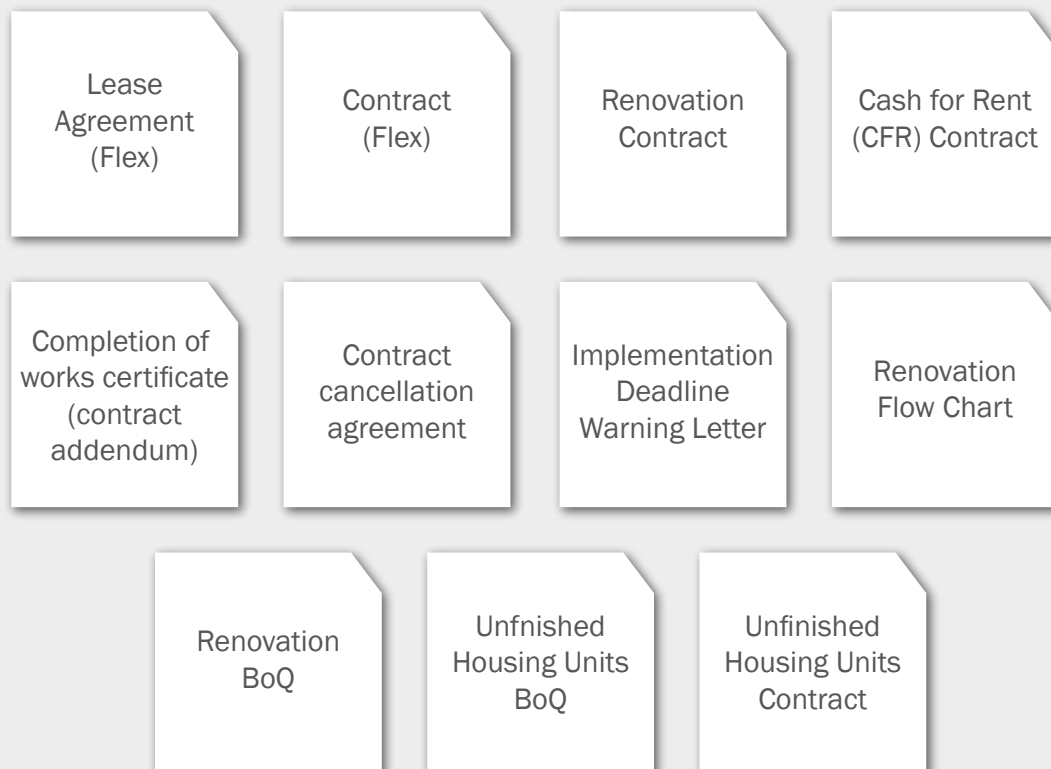 Lease
Agreement
(Flex)
Contract
(Flex)
Renovation
Contract
Cash for Rent
(CFR) Contract
Completion of
works certificate
(contract
addendum)
Contract
cancellation
agreement
Implementation
Deadline
Warning Letter
Renovation
Flow Chart
Renovation
BoQ
Unfnished
Housing Units
BoQ
Unfinished
Housing Units
Contract